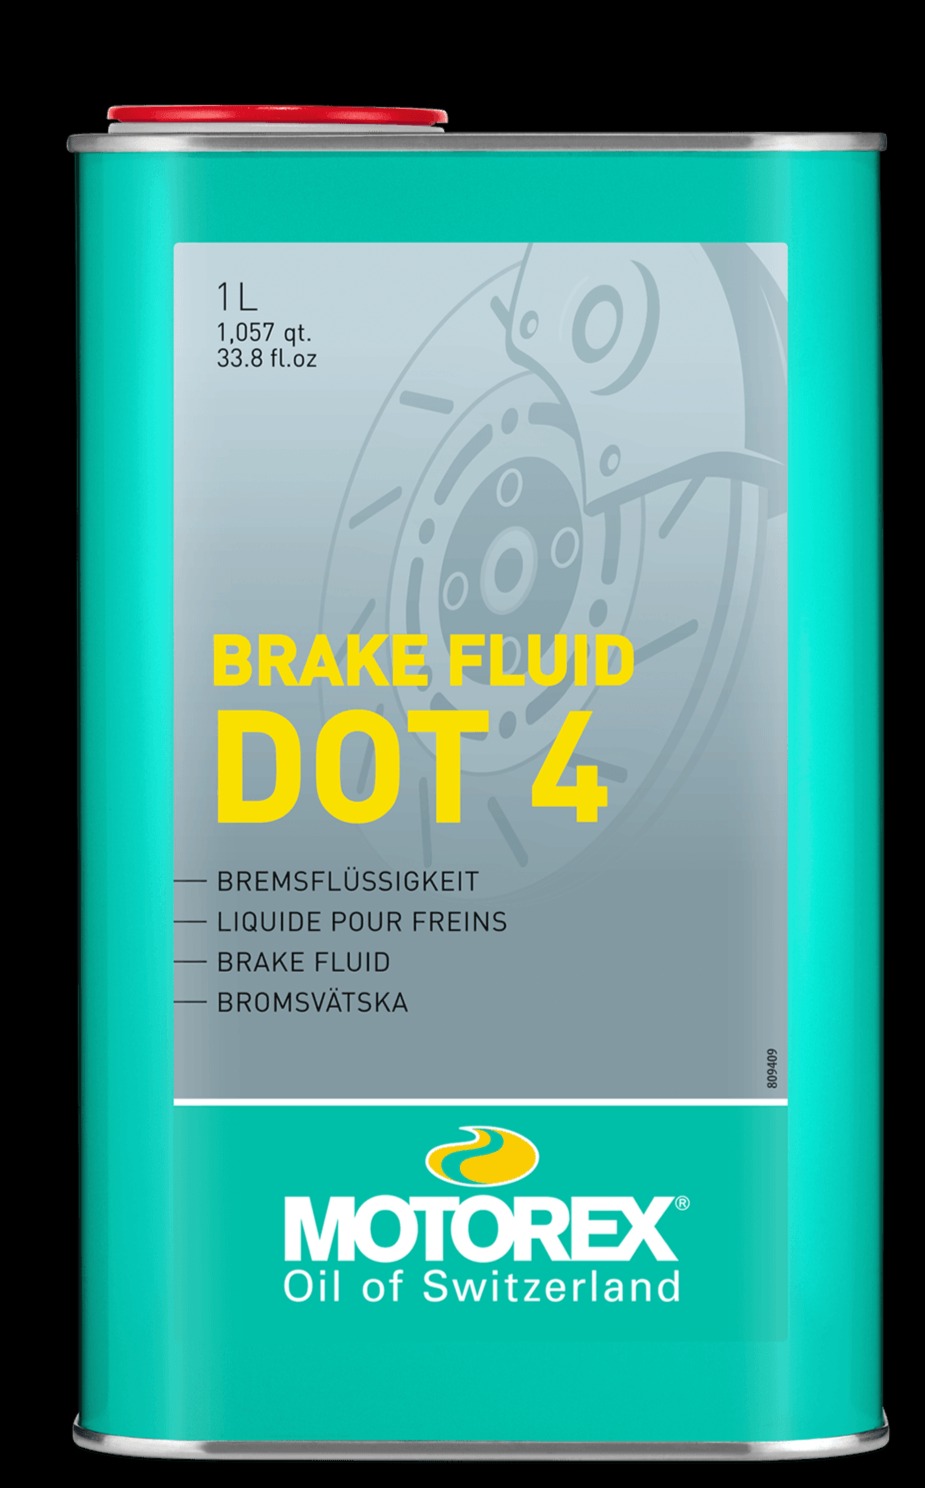 1 L
1,057 qt.
33.8 fl.oz
BRAKE FLUID
DOT 4
BREMSFLÜSSIGKEIT
LIQUIDE POUR FREINS
BRAKE FLUID
BROMSVÄTSKA
809409
MOTOREX®
Oil of Switzerland